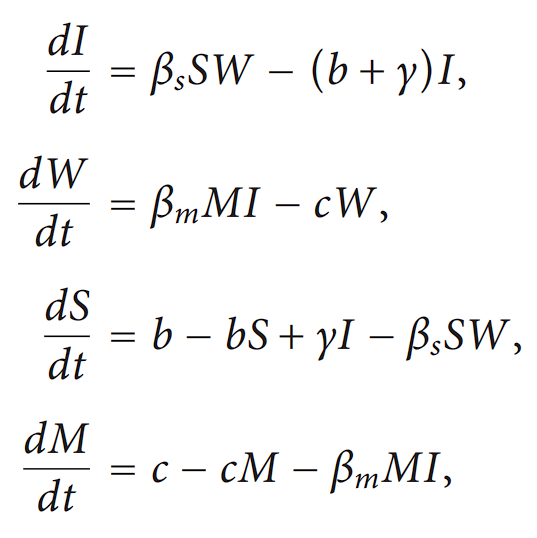 dI/dt = β_s SW − (b + γ)I,
dW/dt = β_m MI − cW,
dS/dt = b − bS + γI − β_s SW,
dM/dt = c − cM − β_m MI,